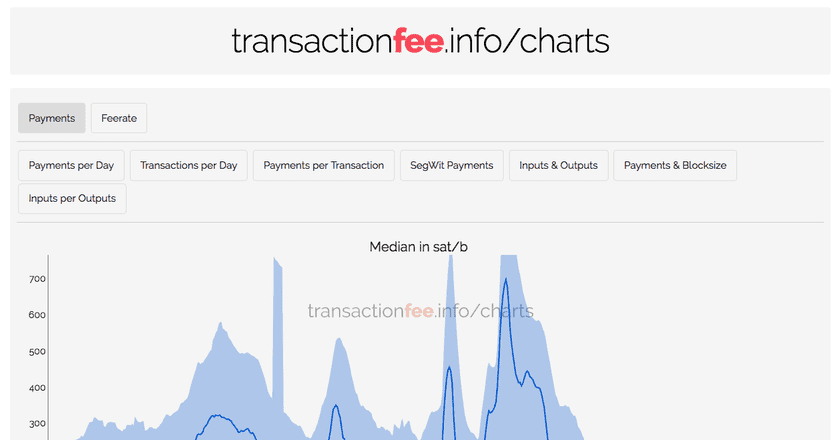 transactionfee.info/charts
Payments Feerate
Payments per Day Transactions per Day Payments per Transaction SegWit Payments Inputs & Outputs Payments & Blocksize
Inputs per Outputs
Median in sat/b
700
transactionfee.info/charts
600
500
400
300